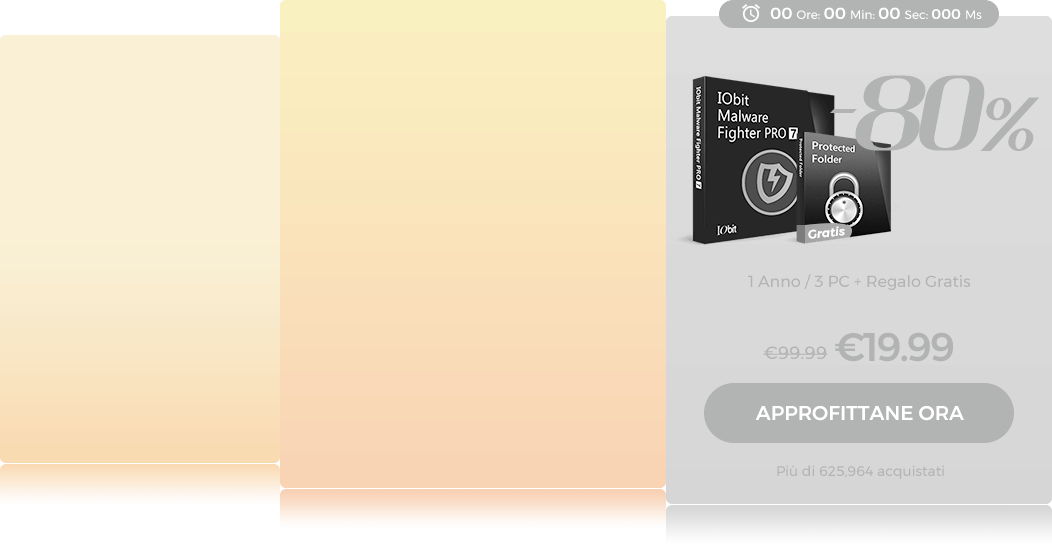 00 Ore: 00 Min: 00 Sec: 000 Ms
-80%
IObit
Malware
Fighter PRO 7
IObit Malware Fighter PRO 7
IObit
Protected
Folder
Protected Folder
Gratis
1 Anno / 3 PC + Regalo Gratis
€99.99 €19.99
APPROFITTANE ORA
Più di 625,964 acquistati